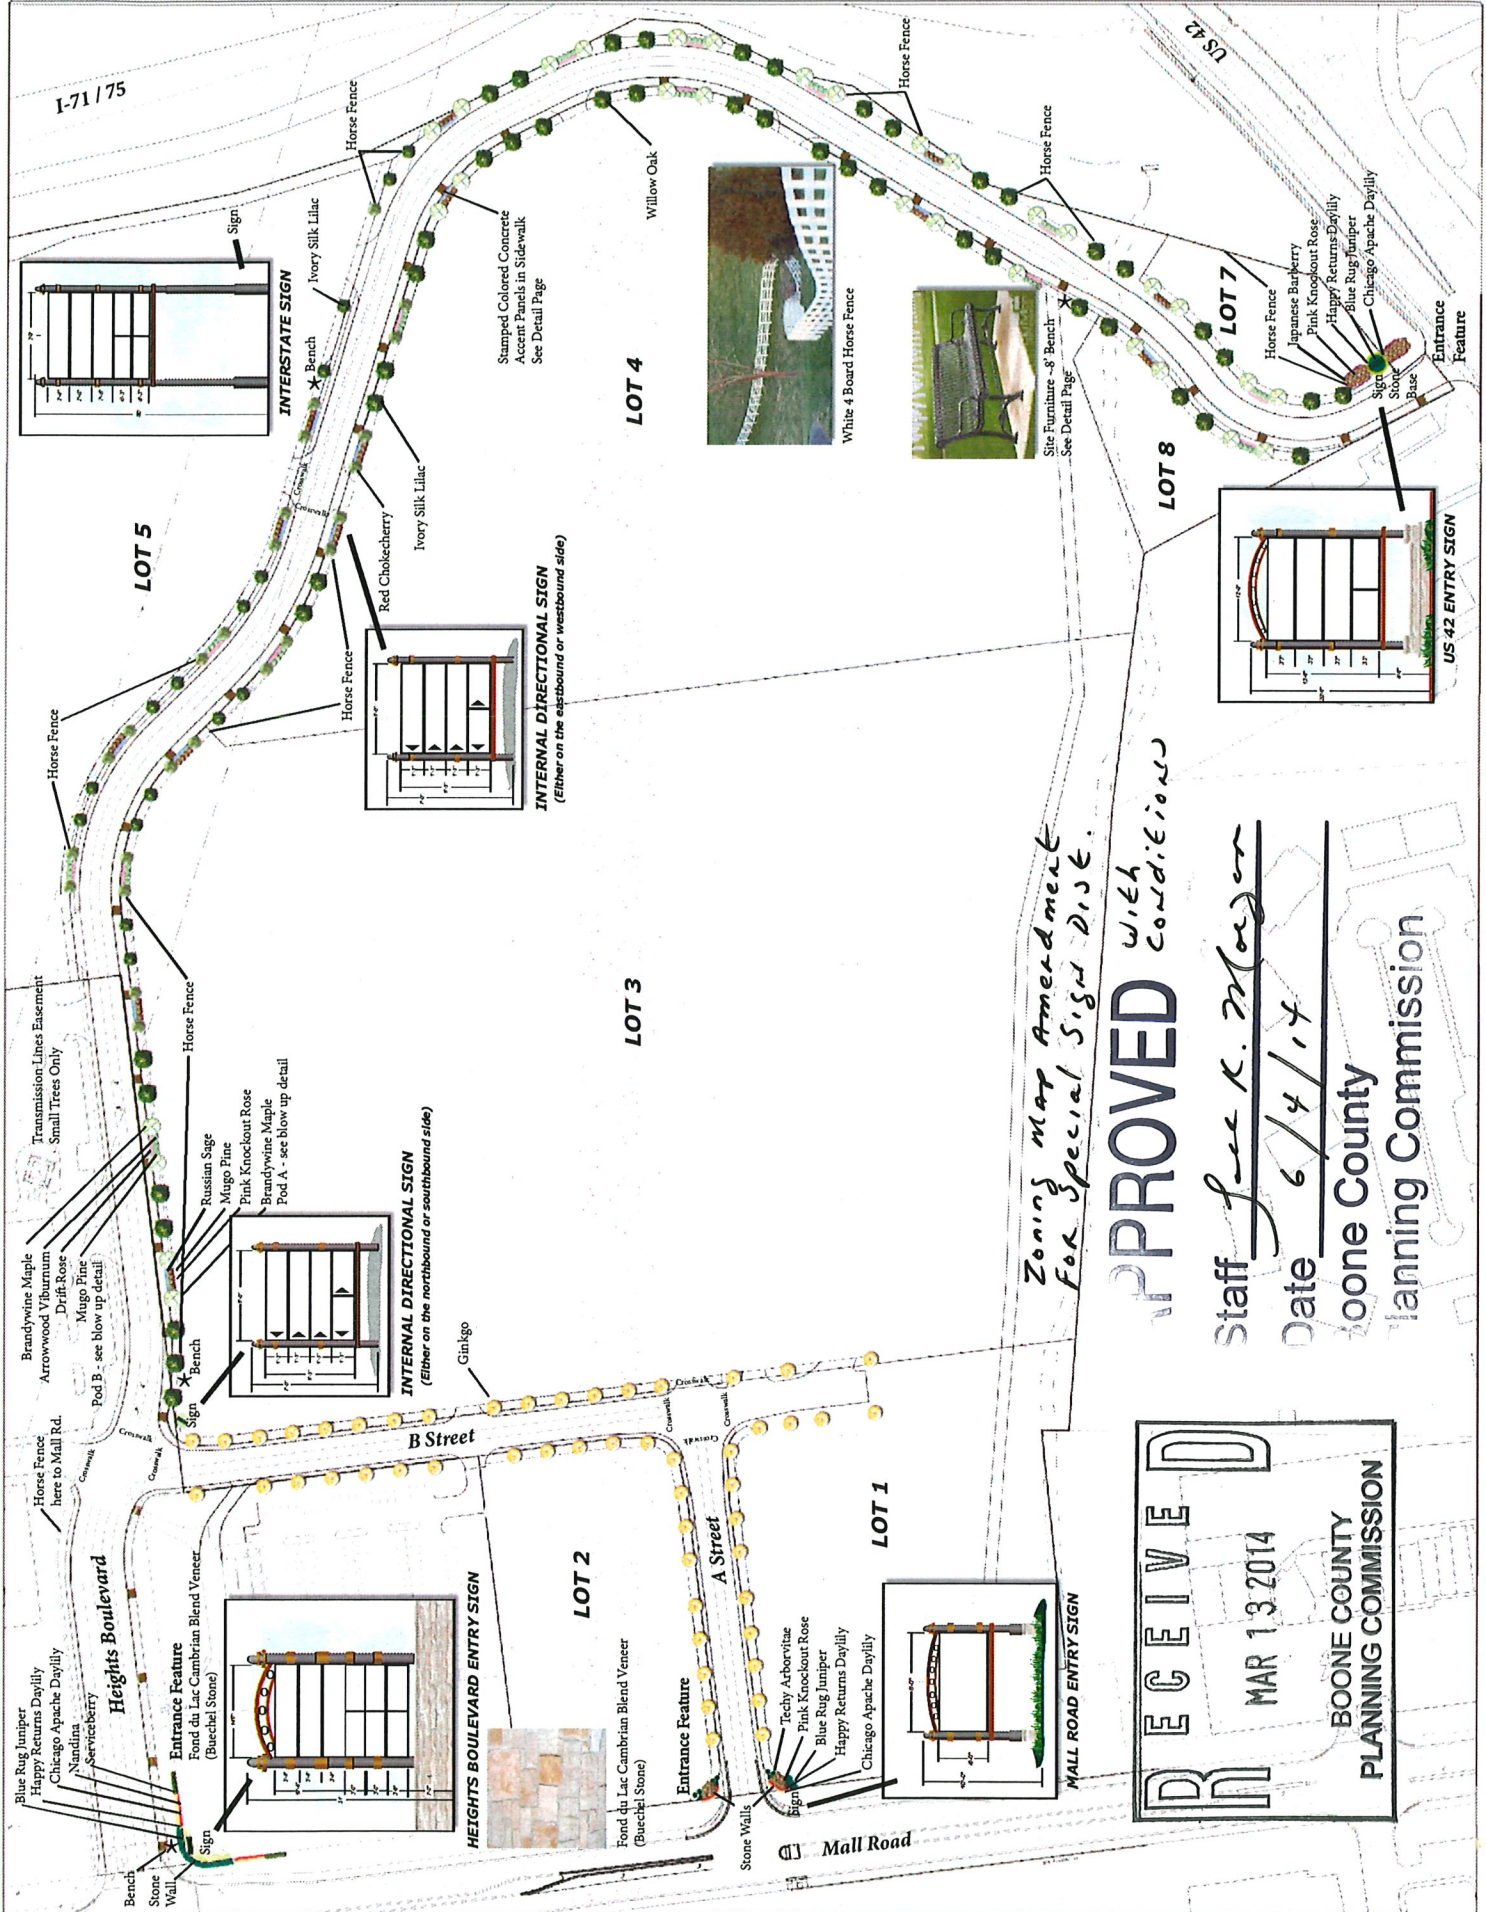 I-71 / 75
US 42
Horse Fence
Horse Fence
Willow Oak
Sign
Ivory Silk Lilac
Bench
INTERSTATE SIGN
Stamped Colored Concrete
Accent Panels in Sidewalk
See Detail Page
LOT 4
White 4 Board Horse Fence
Horse Fence
Site Furniture ~8' Bench
See Detail Page
LOT 7
Horse Fence
Japanese Barberry
Pink Knockout Rose
Happy Returns Daylily
Blue Rug Juniper
Chicago Apache Daylily
Entrance
Feature
Sign
Stone
Base
LOT 8
US 42 ENTRY SIGN
LOT 5
Crosswalk
Crosswalk
Ivory Silk Lilac
Red Chokecherry
Horse Fence
Horse Fence
INTERNAL DIRECTIONAL SIGN
(Either on the eastbound or westbound side)
Horse Fence
Transmission Lines Easement
Small Trees Only
LOT 3
Brandywine Maple
Arrowwood Viburnum
Drift Rose
Mugo Pine
Pod B - see blow up detail
Russian Sage
Mugo Pine
Pink Knockout Rose
Brandywine Maple
Pod A - see blow up detail
Bench
Sign
INTERNAL DIRECTIONAL SIGN
(Either on the northbound or southbound side)
Ginkgo
Horse Fence
here to Mall Rd.
Crosswalk
Crosswalk
Crosswalk
B Street
Crosswalk
Crosswalk
Crosswalk
Crosswalk
A Street
LOT 1
LOT 2
Heights Boulevard
Blue Rug Juniper
Happy Returns Daylily
Chicago Apache Daylily
Nandina
Serviceberry
Entrance Feature
Fond du Lac Cambrian Blend Veneer
(Buechel Stone)
Bench
Stone
Wall
Sign
HEIGHTS BOULEVARD ENTRY SIGN
Fond du Lac Cambrian Blend Veneer
(Buechel Stone)
Entrance Feature
Techy Arborvitae
Pink Knockout Rose
Blue Rug Juniper
Happy Returns Daylily
Chicago Apache Daylily
Stone Walls
Sign
MALL ROAD ENTRY SIGN
Mall Road
Zoning Map Amendment
For Special Sign Dist.
APPROVED with
conditions
Staff
Date 6/4/14
oone County
lanning Commission
RECEIVED
MAR 13 2014
BOONE COUNTY
PLANNING COMMISSION